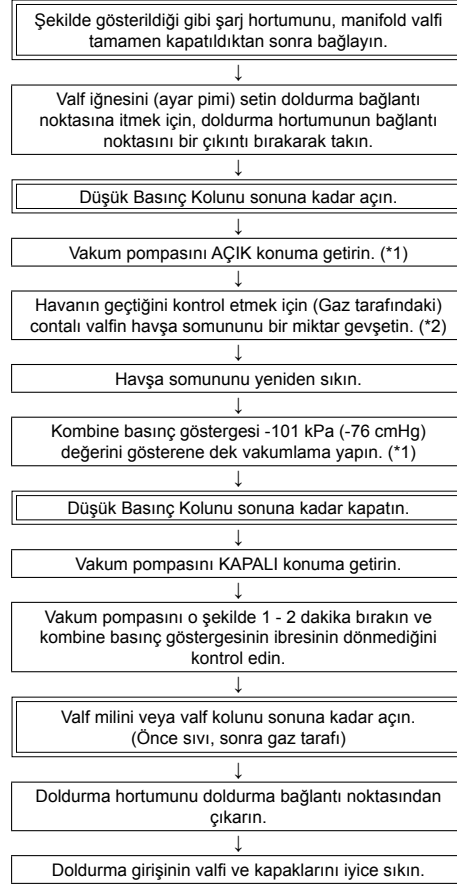 Şekilde gösterildiği gibi şarj hortumunu, manifold valfi
tamamen kapatıldıktan sonra bağlayın.
↓
Valf iğnesini (ayar pimi) setin doldurma bağlantı
noktasına itmek için, doldurma hortumunun bağlantı
noktasını bir çıkıntı bırakarak takın.
↓
Düşük Basınç Kolunu sonuna kadar açın.
↓
Vakum pompasını AÇIK konuma getirin. (*1)
↓
Havanın geçtiğini kontrol etmek için (Gaz tarafındaki)
contalı valfin havşa somununu bir miktar gevşetin. (*2)
↓
Havşa somununu yeniden sıkın.
↓
Kombine basınç göstergesi -101 kPa (-76 cmHg)
değerini gösterene dek vakumlama yapın. (*1)
↓
Düşük Basınç Kolunu sonuna kadar kapatın.
↓
Vakum pompasını KAPALI konuma getirin.
↓
Vakum pompasını o şekilde 1 - 2 dakika bırakın ve
kombine basınç göstergesinin ibresinin dönmediğini
kontrol edin.
↓
Valf milini veya valf kolunu sonuna kadar açın.
(Önce sıvı, sonra gaz tarafı)
↓
Doldurma hortumunu doldurma bağlantı noktasından
çıkarın.
↓
Doldurma girişinin valfi ve kapaklarını iyice sıkın.